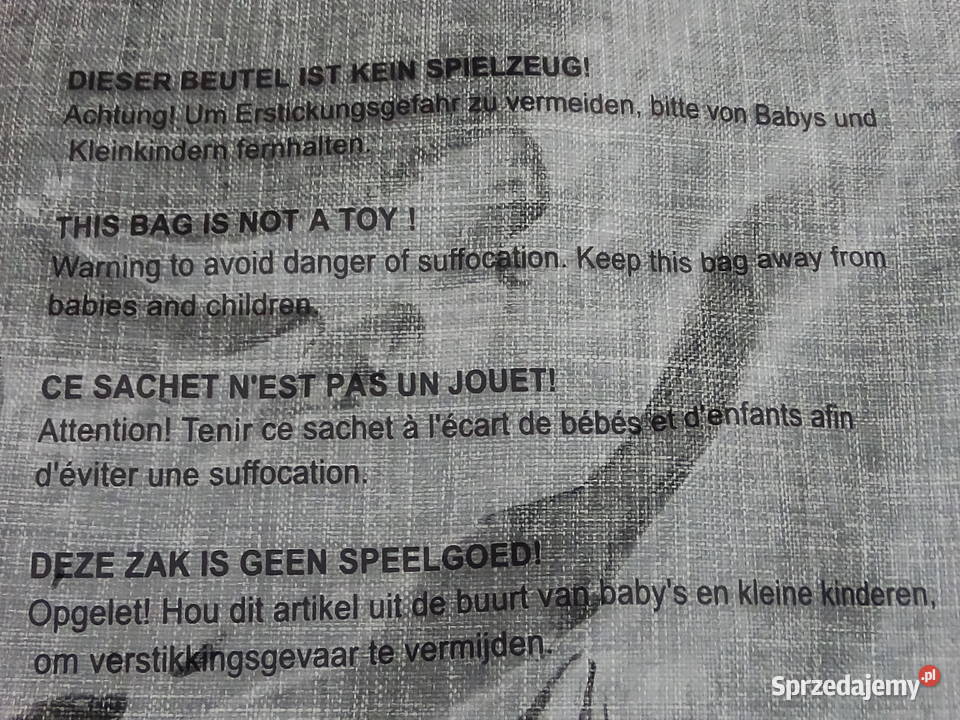 DIESER BEUTEL IST KEIN SPIELZEUG!
Achtung! Um Erstickungsgefahr zu vermeiden, bitte von Babys und
Kleinkindern fernhalten.
THIS BAG IS NOT A TOY !
Warning to avoid danger of suffocation. Keep this bag away from
babies and children.
CE SACHET N'EST PAS UN JOUET!
Attention! Tenir ce sachet à l'écart de bébés et d'enfants afin
d'éviter une suffocation.
DEZE ZAK IS GEEN SPEELGOED!
Opgelet! Hou dit artikel uit de buurt van baby's en kleine kinderen,
om verstikkingsgevaar te vermijden.
Sprzedajemy.pl